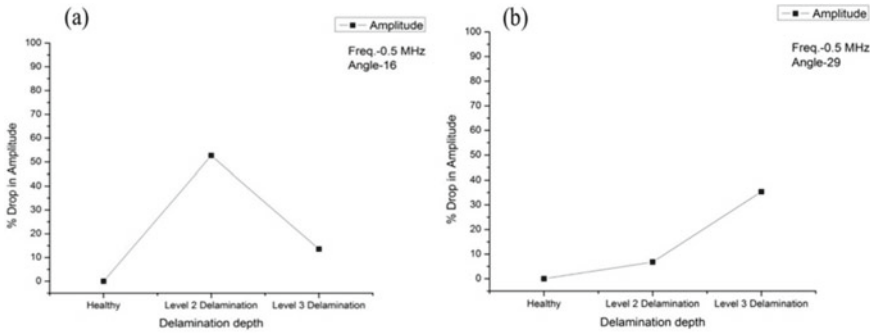 (a)
Amplitude
Freq.-0.5 MHz
Angle-16
100
90
80
70
60
50
40
30
20
10
0
% Drop in Amplitude
Healthy
Level 2 Delamination
Level 3 Delamination
Delamination depth
(b)
Amplitude
Freq.-0.5 MHz
Angle-29
100
90
80
70
60
50
40
30
20
10
0
% Drop in Amplitude
Healthy
Level 2 Delamination
Level 3 Delamination
Delamination depth